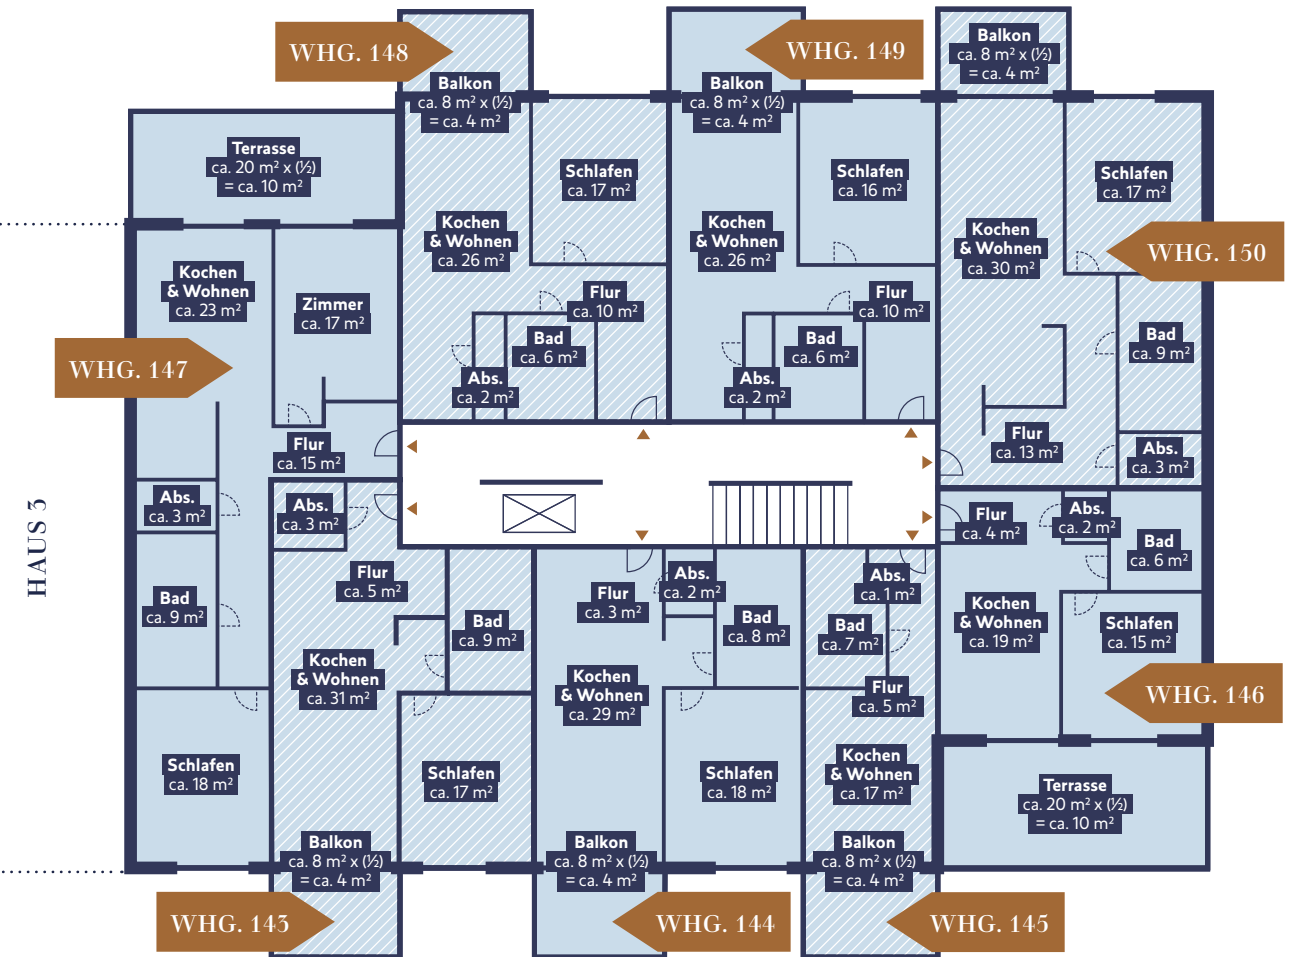 HAUS 3
WHG. 148
Balkon
ca. 8 m² x (½)
= ca. 4 m²
Schlafen
ca. 17 m²
Kochen
& Wohnen
ca. 26 m²
Flur
ca. 10 m²
Bad
ca. 6 m²
Abs.
ca. 2 m²
WHG. 149
Balkon
ca. 8 m² x (½)
= ca. 4 m²
Schlafen
ca. 16 m²
Kochen
& Wohnen
ca. 26 m²
Flur
ca. 10 m²
Bad
ca. 6 m²
Abs.
ca. 2 m²
Balkon
ca. 8 m² x (½)
= ca. 4 m²
Schlafen
ca. 17 m²
Kochen
& Wohnen
ca. 30 m²
WHG. 150
Bad
ca. 9 m²
Flur
ca. 13 m²
Abs.
ca. 3 m²
Terrasse
ca. 20 m² x (½)
= ca. 10 m²
Kochen
& Wohnen
ca. 23 m²
Zimmer
ca. 17 m²
WHG. 147
Flur
ca. 15 m²
Abs.
ca. 3 m²
Bad
ca. 9 m²
Schlafen
ca. 18 m²
Abs.
ca. 3 m²
Flur
ca. 5 m²
Bad
ca. 9 m²
Kochen
& Wohnen
ca. 31 m²
Schlafen
ca. 17 m²
Balkon
ca. 8 m² x (½)
= ca. 4 m²
WHG. 143
Flur
ca. 3 m²
Abs.
ca. 2 m²
Bad
ca. 8 m²
Kochen
& Wohnen
ca. 29 m²
Schlafen
ca. 18 m²
Balkon
ca. 8 m² x (½)
= ca. 4 m²
WHG. 144
Abs.
ca. 1 m²
Bad
ca. 7 m²
Flur
ca. 5 m²
Kochen
& Wohnen
ca. 17 m²
Balkon
ca. 8 m² x (½)
= ca. 4 m²
WHG. 145
Flur
ca. 4 m²
Abs.
ca. 2 m²
Bad
ca. 6 m²
Kochen
& Wohnen
ca. 19 m²
Schlafen
ca. 15 m²
WHG. 146
Terrasse
ca. 20 m² x (½)
= ca. 10 m²